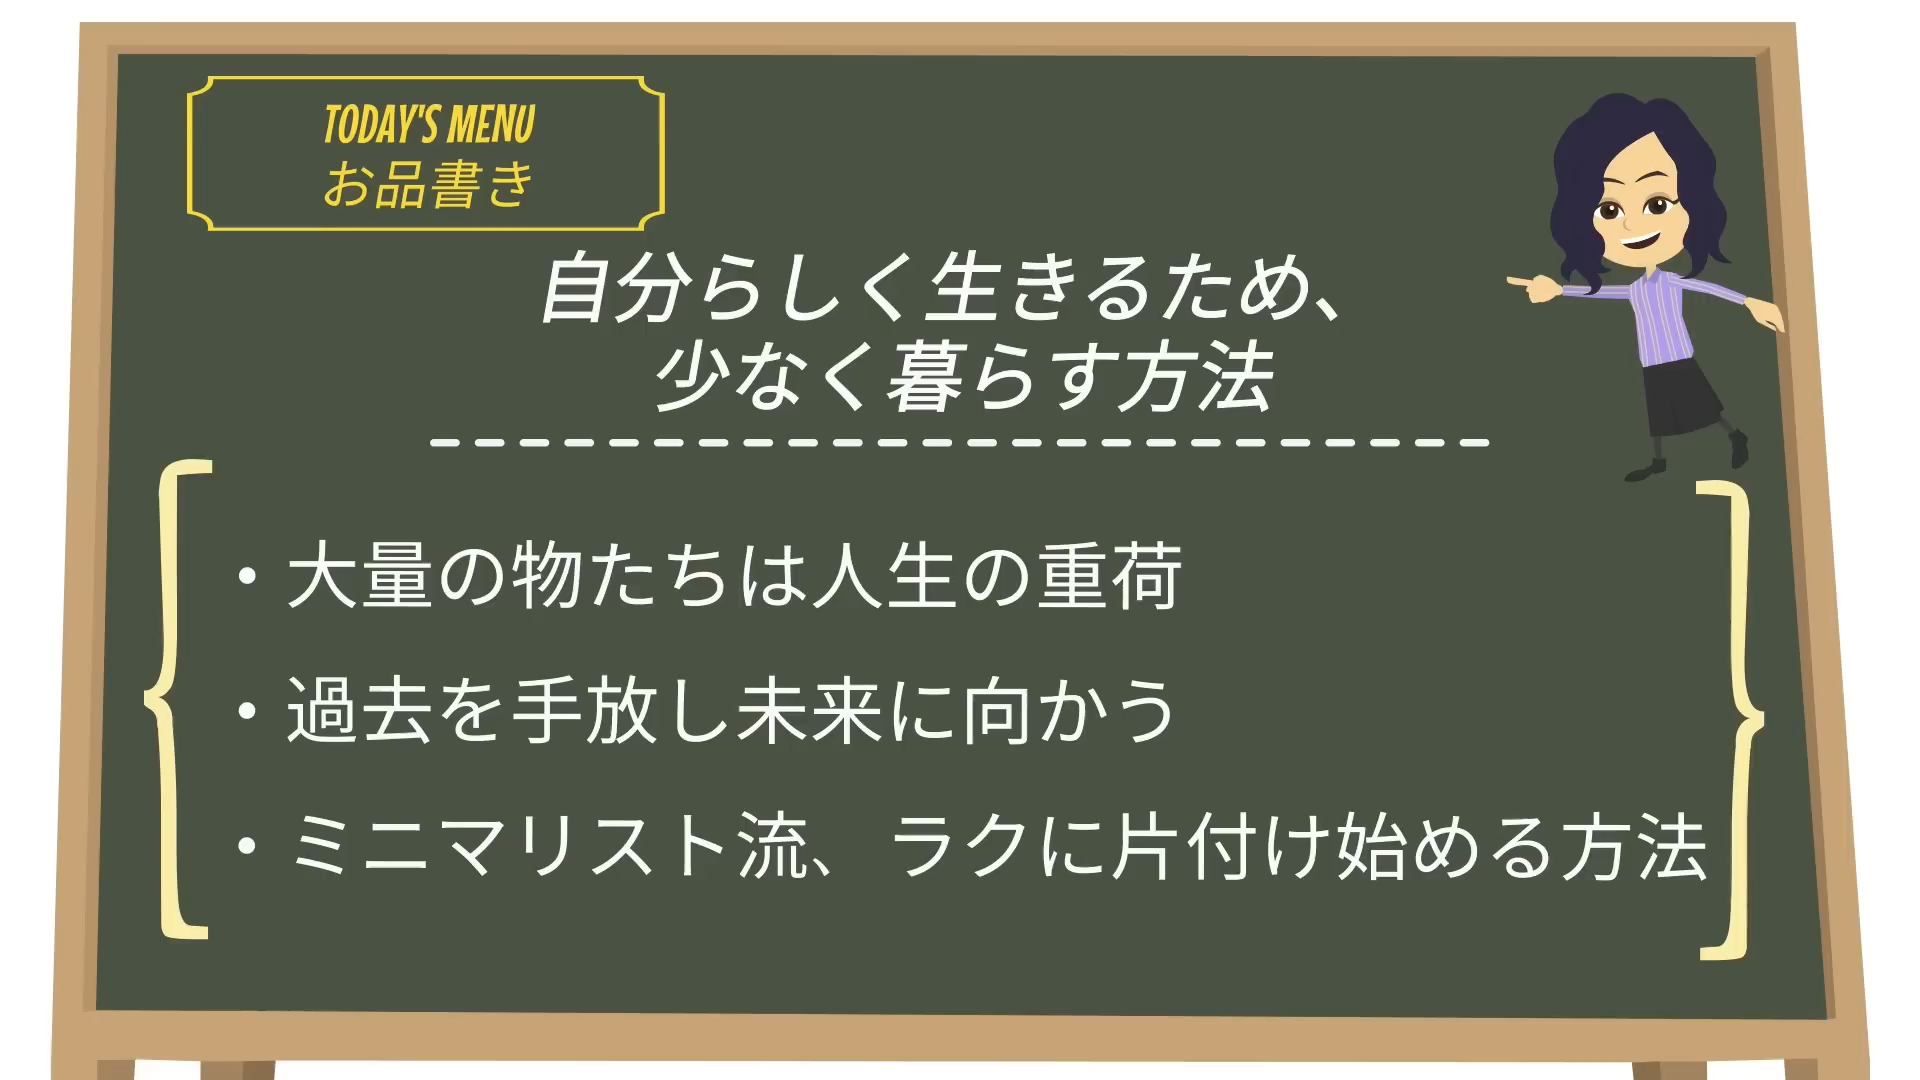 TODAY'S MENU
お品書き
自分らしく生きるため、
少なく暮らす方法
・大量の物たちは人生の重荷
・過去を手放し未来に向かう
・ミニマリスト流、ラクに片付け始める方法